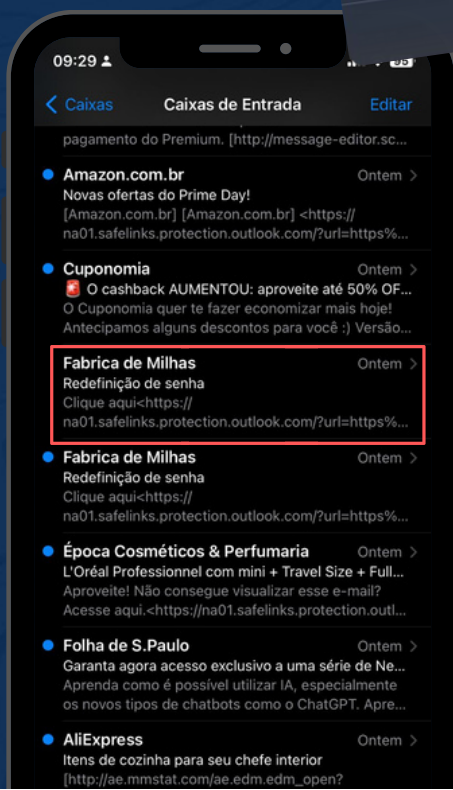 09:29
95
Caixas Caixas de Entrada Editar
pagamento do Premium. [http://message-editor.sc...
Amazon.com.br Ontem
Novas ofertas do Prime Day!
[Amazon.com.br] [Amazon.com.br] <https://
na01.safelinks.protection.outlook.com/?url=https%...
Cuponomia Ontem
🚨 O cashback AUMENTOU: aproveite até 50% OF...
O Cuponomia quer te fazer economizar mais hoje!
Antecipamos alguns descontos para você :) Versão...
Fabrica de Milhas Ontem
Redefinição de senha
Clique aqui<https://
na01.safelinks.protection.outlook.com/?url=https%...
Fabrica de Milhas Ontem
Redefinição de senha
Clique aqui<https://
na01.safelinks.protection.outlook.com/?url=https%...
Época Cosméticos & Perfumaria Ontem
L'Oréal Professionnel com mini + Travel Size + Full...
Aproveite! Não consegue visualizar esse e-mail?
Acesse aqui.<https://na01.safelinks.protection.outl...
Folha de S.Paulo Ontem
Garanta agora acesso exclusivo a uma série de Ne...
Aprenda como é possível utilizar IA, especialmente
os novos tipos de chatbots como o ChatGPT. Apre...
AliExpress Ontem
Itens de cozinha para seu chefe interior
[http://ae.mmstat.com/ae.edm.edm_open?